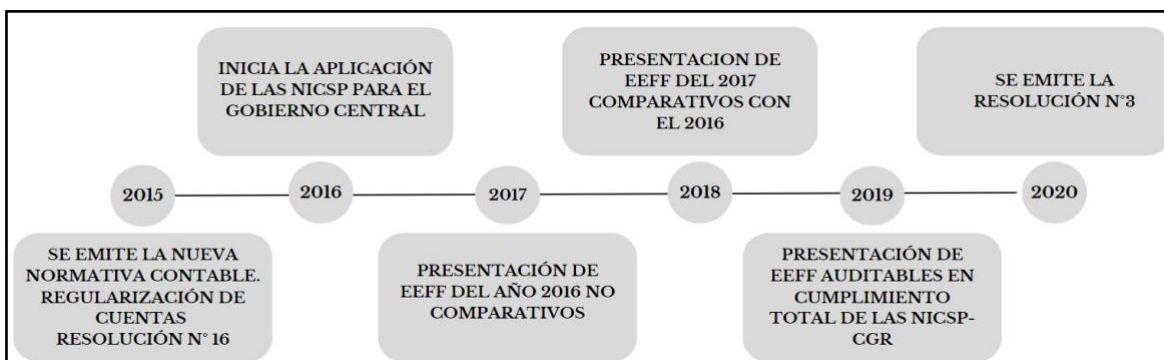 INICIA LA APLICACIÓN
DE LAS NICSP PARA EL
GOBIERNO CENTRAL
PRESENTACION DE
EEFF DEL 2017
COMPARATIVOS CON
EL 2016
SE EMITE LA
RESOLUCIÓN N°3
2015
2016
2017
2018
2019
2020
SE EMITE LA NUEVA
NORMATIVA CONTABLE.
REGULARIZACIÓN DE
CUENTAS
RESOLUCIÓN N° 16
PRESENTACIÓN DE
EEFF DEL AÑO 2016 NO
COMPARATIVOS
PRESENTACIÓN DE
EEFF AUDITABLES EN
CUMPLIMIENTO
TOTAL DE LAS NICSP-
CGR